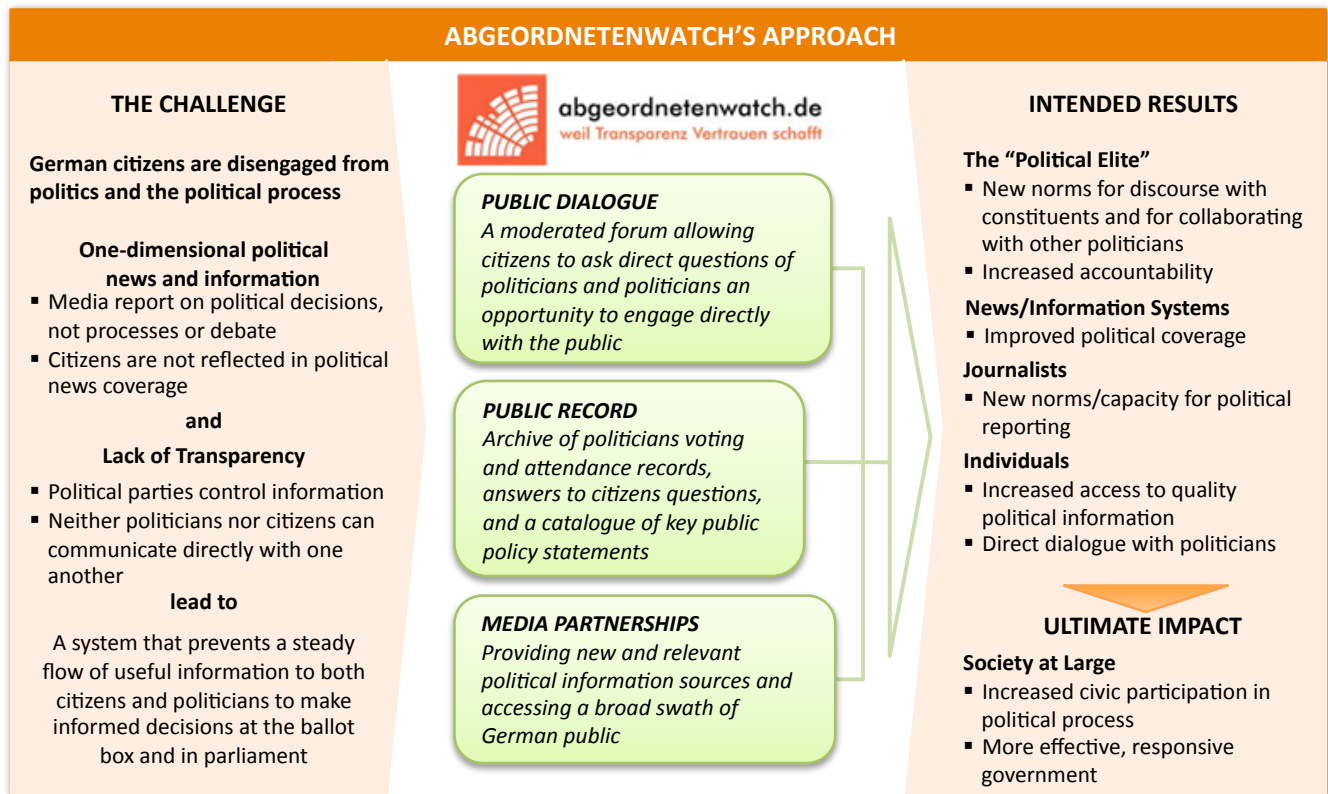 ABGEORDNETENWATCH'S APPROACH
THE CHALLENGE
German citizens are disengaged from
politics and the political process
One-dimensional political
news and information
▪ Media report on political decisions,
not processes or debate
▪ Citizens are not reflected in political
news coverage
and
Lack of Transparency
▪ Political parties control information
▪ Neither politicians nor citizens can
communicate directly with one
another
lead to
A system that prevents a steady
flow of useful information to both
citizens and politicians to make
informed decisions at the ballot
box and in parliament
abgeordnetenwatch.de
weil Transparenz Vertrauen schafft
PUBLIC DIALOGUE
A moderated forum allowing
citizens to ask direct questions of
politicians and politicians an
opportunity to engage directly
with the public
PUBLIC RECORD
Archive of politicians voting
and attendance records,
answers to citizens questions,
and a catalogue of key public
policy statements
MEDIA PARTNERSHIPS
Providing new and relevant
political information sources and
accessing a broad swath of
German public
INTENDED RESULTS
The "Political Elite"
▪ New norms for discourse with
constituents and for collaborating
with other politicians
▪ Increased accountability
News/Information Systems
▪ Improved political coverage
Journalists
▪ New norms/capacity for political
reporting
Individuals
▪ Increased access to quality
political information
▪ Direct dialogue with politicians
ULTIMATE IMPACT
Society at Large
▪ Increased civic participation in
political process
▪ More effective, responsive
government